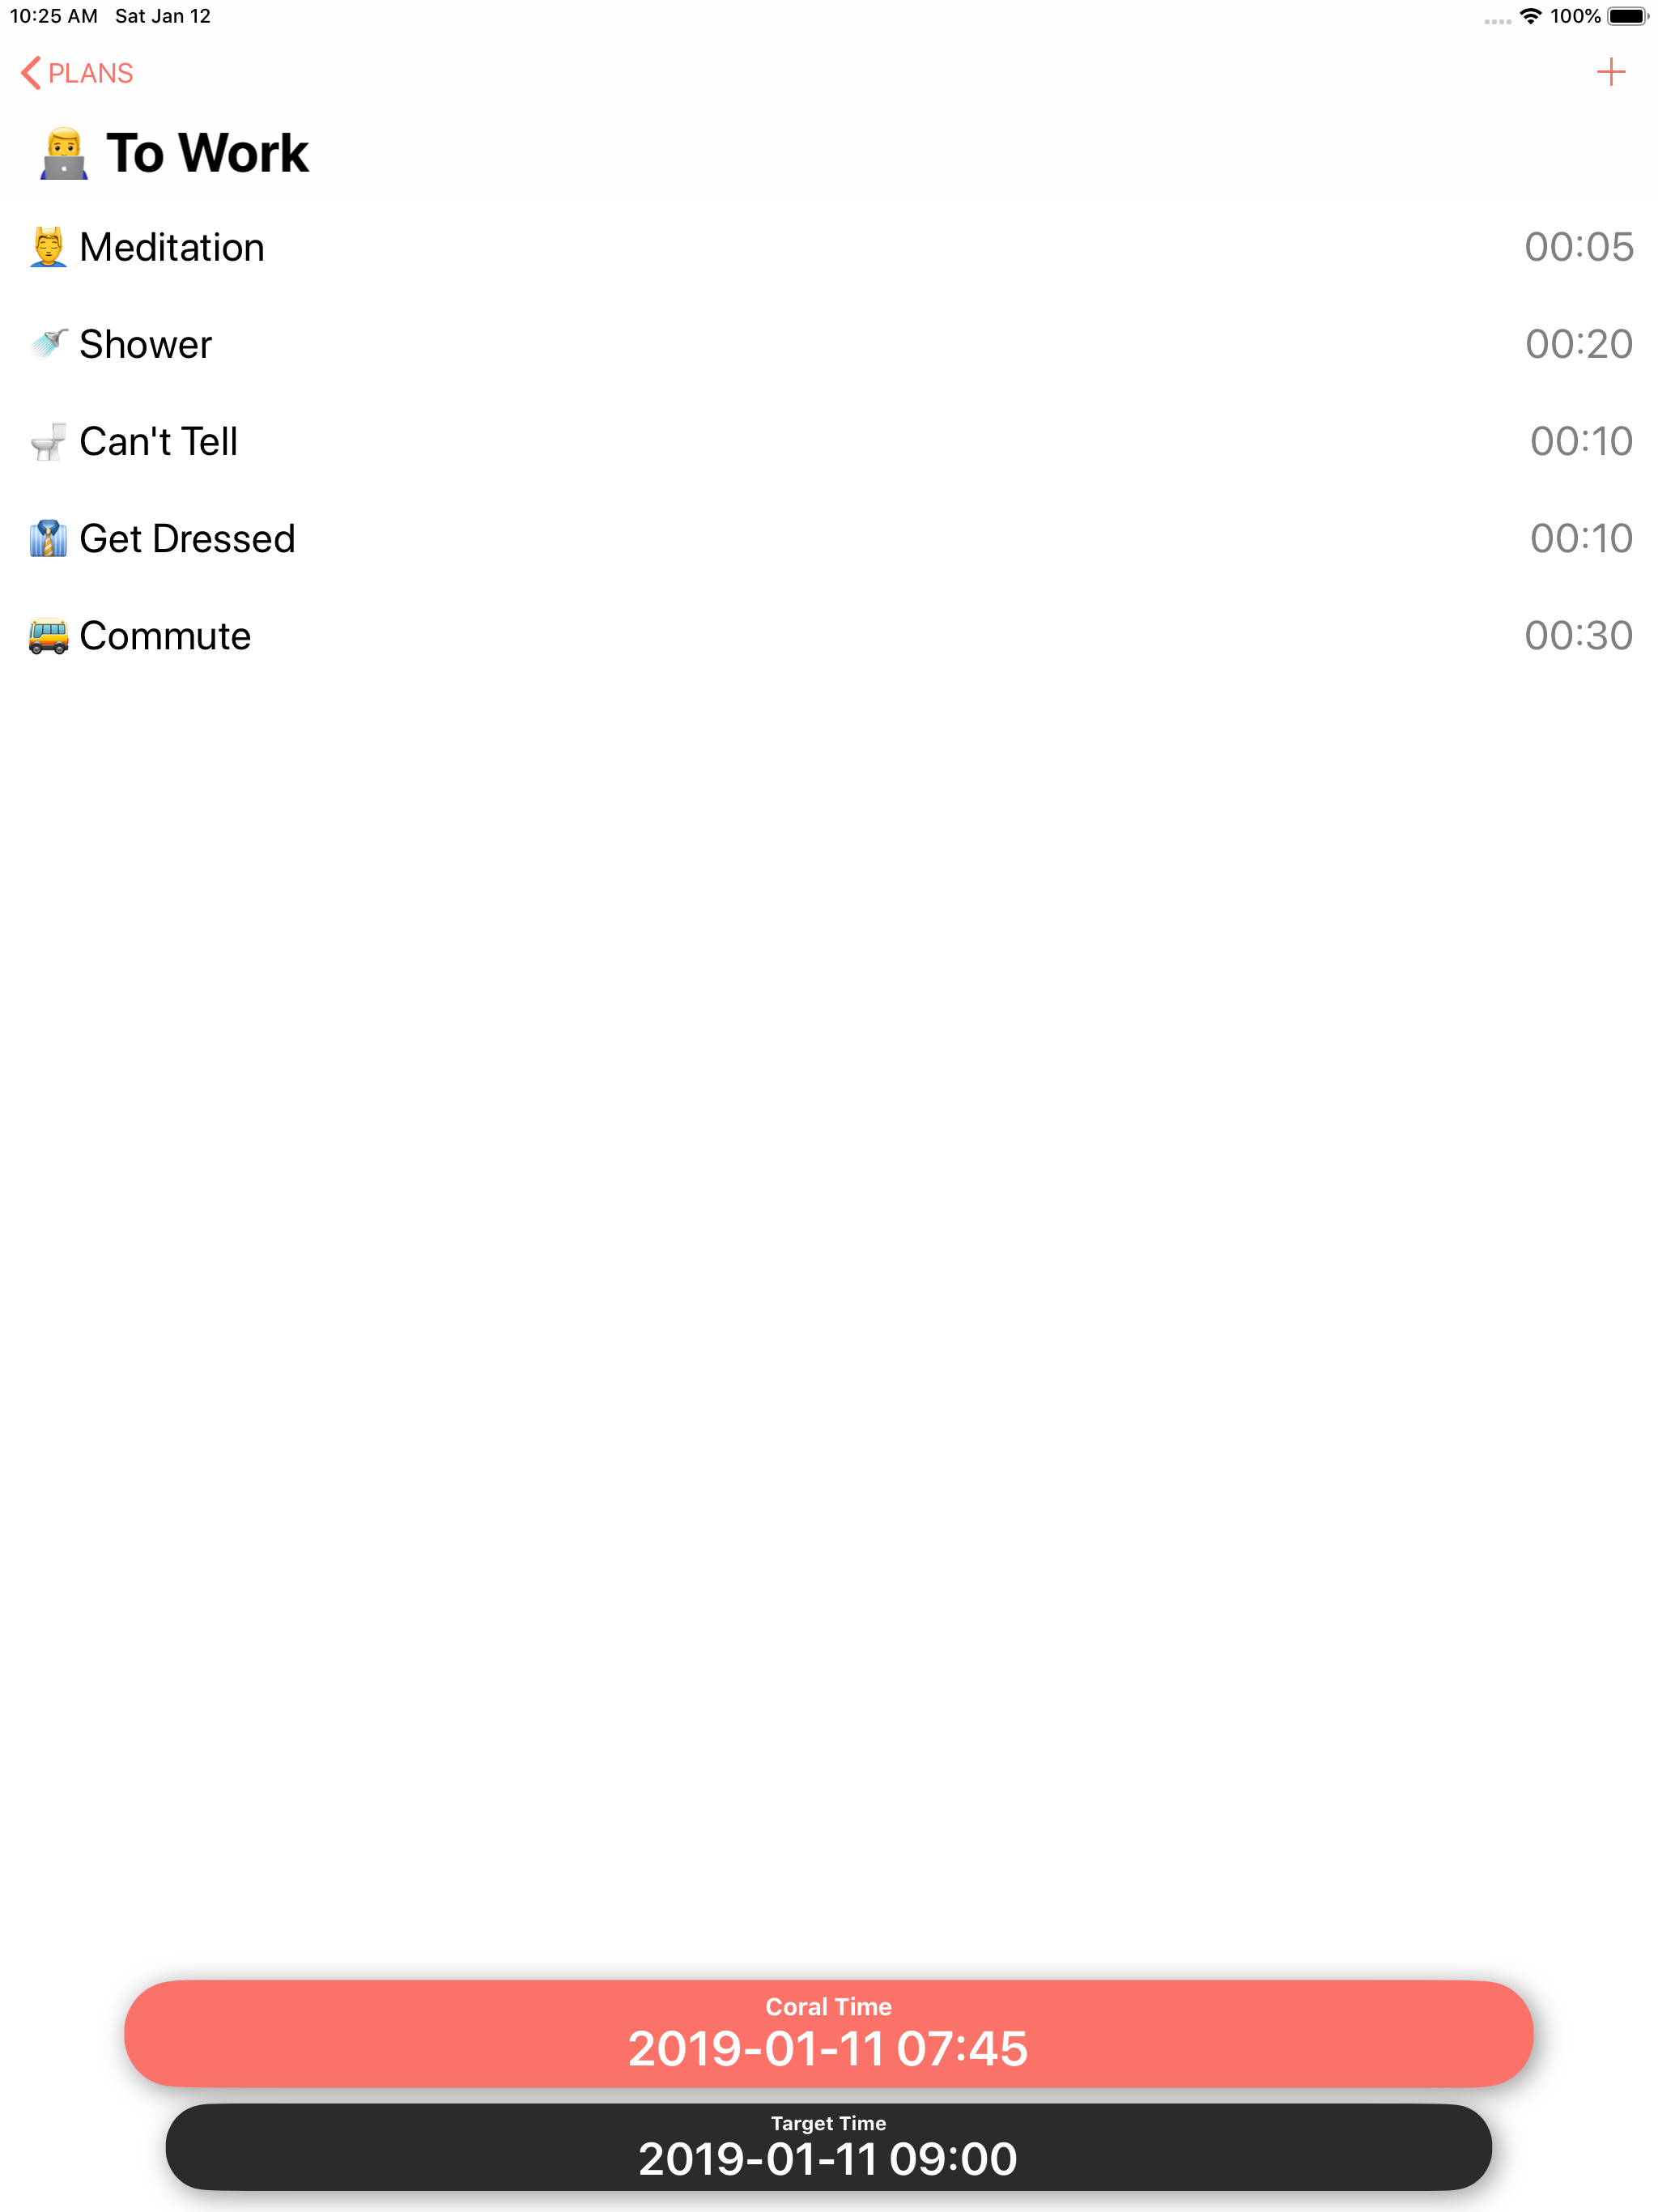 10:25 AM Sat Jan 12 100%
PLANS
To Work
Meditation 00:05
Shower 00:20
Can't Tell 00:10
Get Dressed 00:10
Commute 00:30
Coral Time
2019-01-11 07:45
Target Time
2019-01-11 09:00